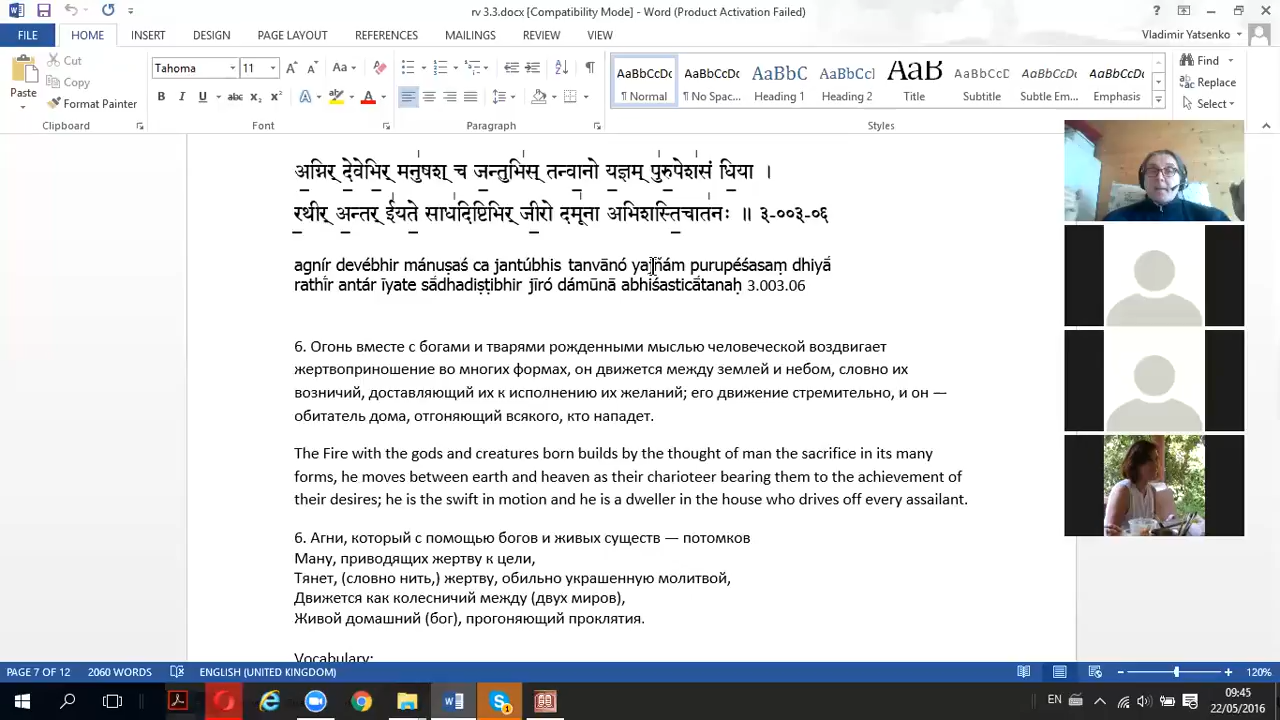 rv 3.3.docx [Compatibility Mode] - Word (Product Activation Failed)
FILE HOME INSERT DESIGN PAGE LAYOUT REFERENCES MAILINGS REVIEW VIEW Vladimir Yatsenko
Cut
Copy
Format Painter
Paste
Tahoma 11
Find
Replace
Select
AaBbCcDc AaBbCcDc AaBbC AaBbCcl AaB AaBbCcD AaBbCcDc AaBbCcDc
¶ Normal ¶ No Spac... Heading 1 Heading 2 Title Subtitle Subtle Em... Emphasis
Clipboard Font Paragraph Styles
अ॒ग्निर् दे॒वेभि॒र् मनु॑षश् च ज॒न्तुभि॑स् तन्वा॒नो य॒ज्ञम् पु॑रु॒पेश॑सं धि॒या ।
र॒थीर् अ॒न्तर् ई॑यते॒ साध॑दिष्टिभिर् जी॒रो दमू॑ना अभिशस्ति॒चात॑नः ॥ ३-००३-०६
agnír devébhir mánuṣaś ca jantúbhis tanvānó yajñám purupéśasaṃ dhiyā́
rathī́r antár īyate sā́dhadiṣṭibhir jīró dámūnā abhiśasticā́tanaḥ 3.003.06
6. Огонь вместе с богами и тварями рожденными мыслью человеческой воздвигает
жертвоприношение во многих формах, он движется между землей и небом, словно их
возничий, доставляющий их к исполнению их желаний; его движение стремительно, и он —
обитатель дома, отгоняющий всякого, кто нападет.
The Fire with the gods and creatures born builds by the thought of man the sacrifice in its many
forms, he moves between earth and heaven as their charioteer bearing them to the achievement of
their desires; he is the swift in motion and he is a dweller in the house who drives off every assailant.
6. Агни, который с помощью богов и живых существ — потомков
Ману, приводящих жертву к цели,
Тянет, (словно нить,) жертву, обильно украшенную молитвой,
Движется как колесничий между (двух миров),
Живой домашний (бог), прогоняющий проклятия.
Vocabulary:
PAGE 7 OF 12 2060 WORDS ENGLISH (UNITED KINGDOM) 120%
EN 09:45
22/05/2016